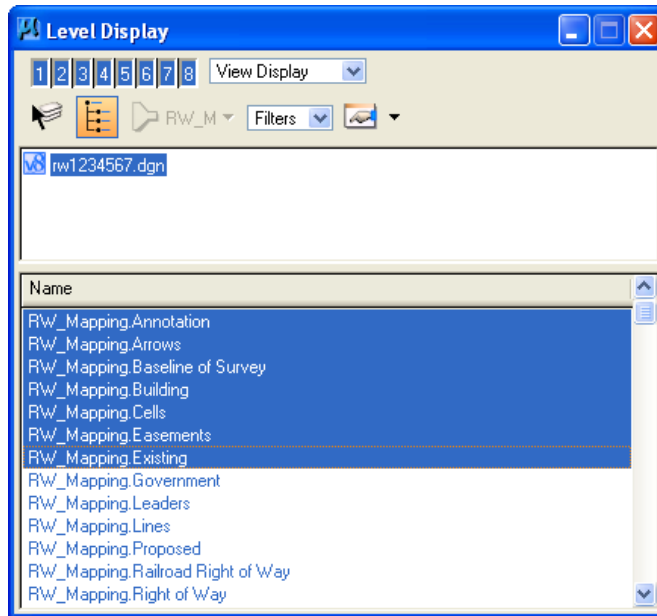 Level Display
1 2 3 4 5 6 7 8 View Display
RW_M Filters
V8 rw1234567.dgn
Name
RW_Mapping.Annotation
RW_Mapping.Arrows
RW_Mapping.Baseline of Survey
RW_Mapping.Building
RW_Mapping.Cells
RW_Mapping.Easements
RW_Mapping.Existing
RW_Mapping.Government
RW_Mapping.Leaders
RW_Mapping.Lines
RW_Mapping.Proposed
RW_Mapping.Railroad Right of Way
RW_Mapping.Right of Way